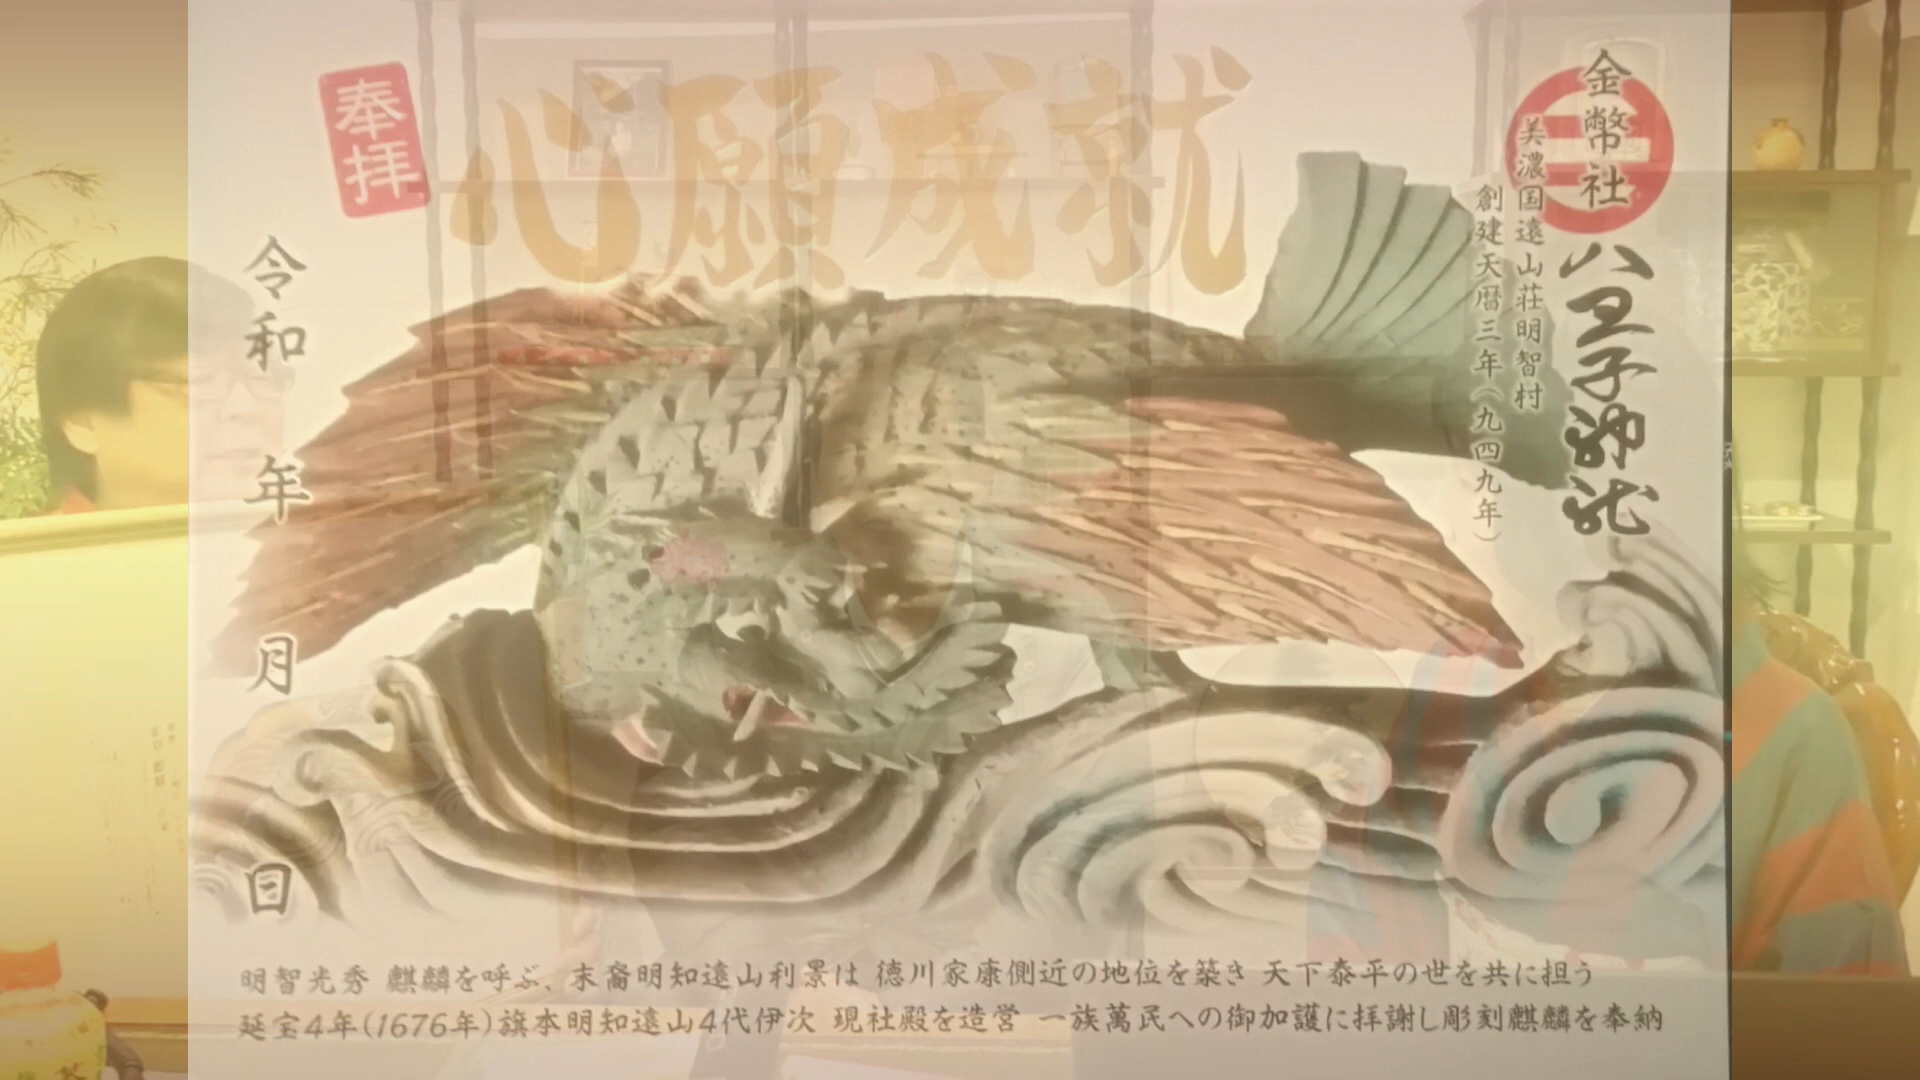 金幣社
八王子神社
美濃国遠山荘明智村
創建天暦三年(九四九年)
心願成就
奉拝
令和 年 月 日
明智光秀 麒麟を呼ぶ、末裔明知遠山利景は 徳川家康側近の地位を築き 天下泰平の世を共に担う
延宝4年(1676年)旗本明知遠山4代伊次 現社殿を造営 一族萬民への御加護に拝謝し彫刻麒麟を奉納